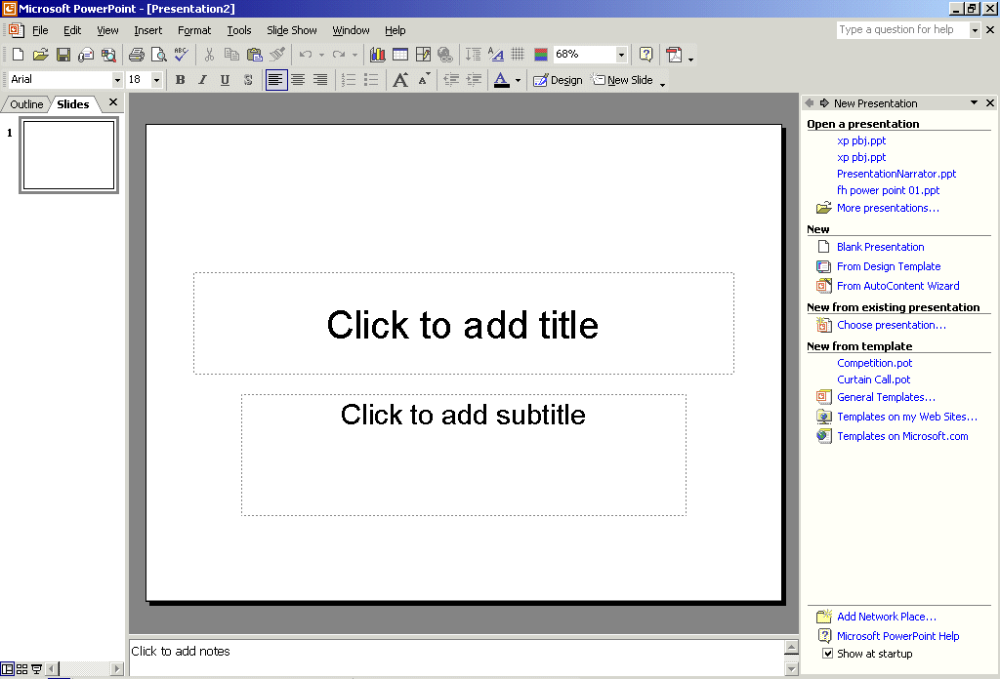 Microsoft PowerPoint - [Presentation2]
File Edit View Insert Format Tools Slide Show Window Help Type a question for help
68%
Arial 18 B I U S A A A Design New Slide
Outline Slides
1
Click to add title
Click to add subtitle
Click to add notes
New Presentation
Open a presentation
xp pbj.ppt
xp pbj.ppt
PresentationNarrator.ppt
fh power point 01.ppt
More presentations...
New
Blank Presentation
From Design Template
From AutoContent Wizard
New from existing presentation
Choose presentation...
New from template
Competition.pot
Curtain Call.pot
General Templates...
Templates on my Web Sites...
Templates on Microsoft.com
Add Network Place...
Microsoft PowerPoint Help
Show at startup